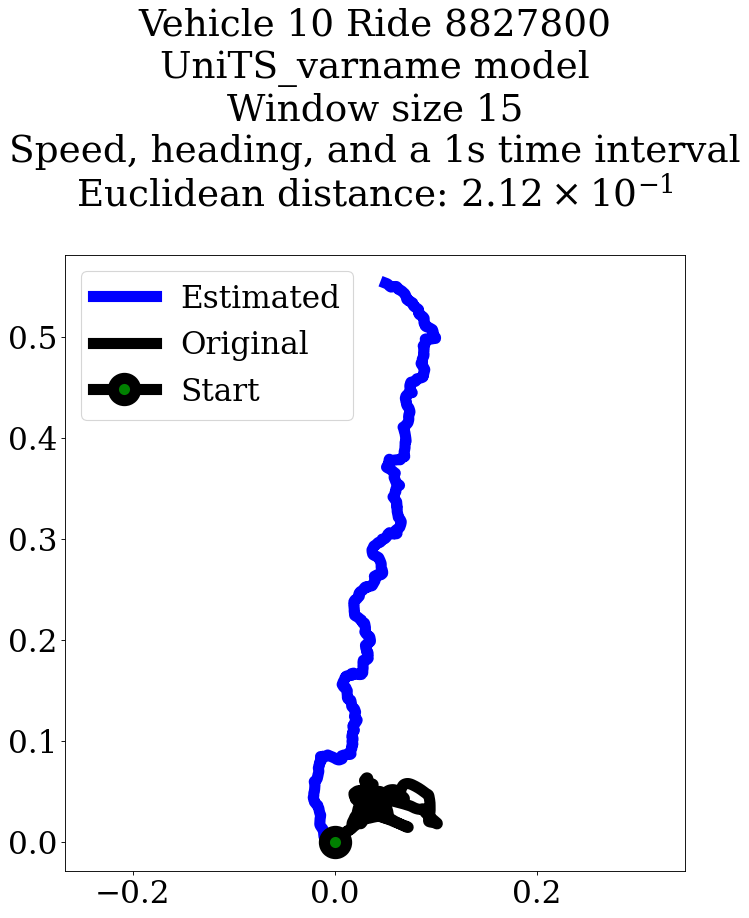 Vehicle 10 Ride 8827800
UniTS_varname model
Window size 15
Speed, heading, and a 1s time interval
Euclidean distance: 2.12 × 10⁻¹
Estimated
Original
Start
0.5
0.4
0.3
0.2
0.1
0.0
−0.2 0.0 0.2